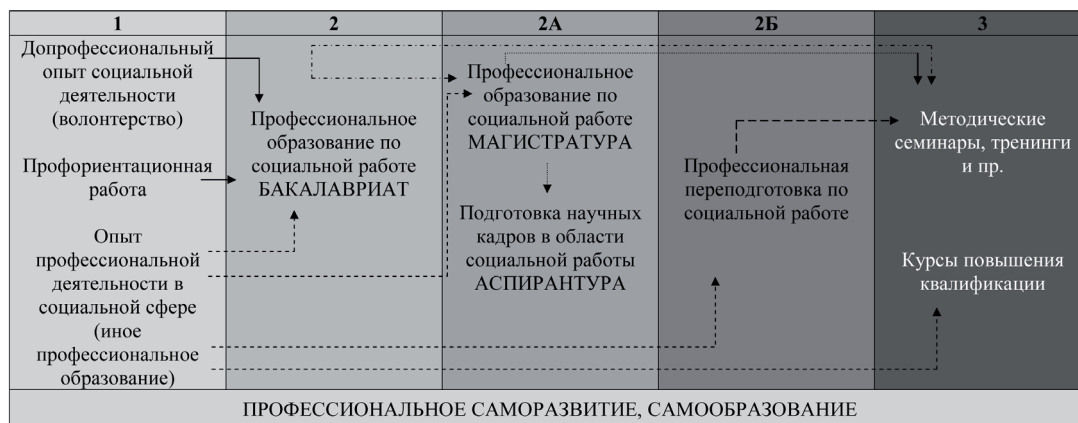 1
2
2А
2Б
3
Допрофессиональный
опыт социальной
деятельности
(волонтерство)
Профориентационная
работа
Опыт
профессиональной
деятельности в
социальной сфере
(иное
профессиональное
образование)
Профессиональное
образование по
социальной работе
БАКАЛАВРИАТ
Профессиональное
образование по
социальной работе
МАГИСТРАТУРА
Подготовка научных
кадров в области
социальной работы
АСПИРАНТУРА
Профессиональная
переподготовка по
социальной работе
Методические
семинары, тренинги
и пр.
Курсы повышения
квалификации
ПРОФЕССИОНАЛЬНОЕ САМОРАЗВИТИЕ, САМООБРАЗОВАНИЕ